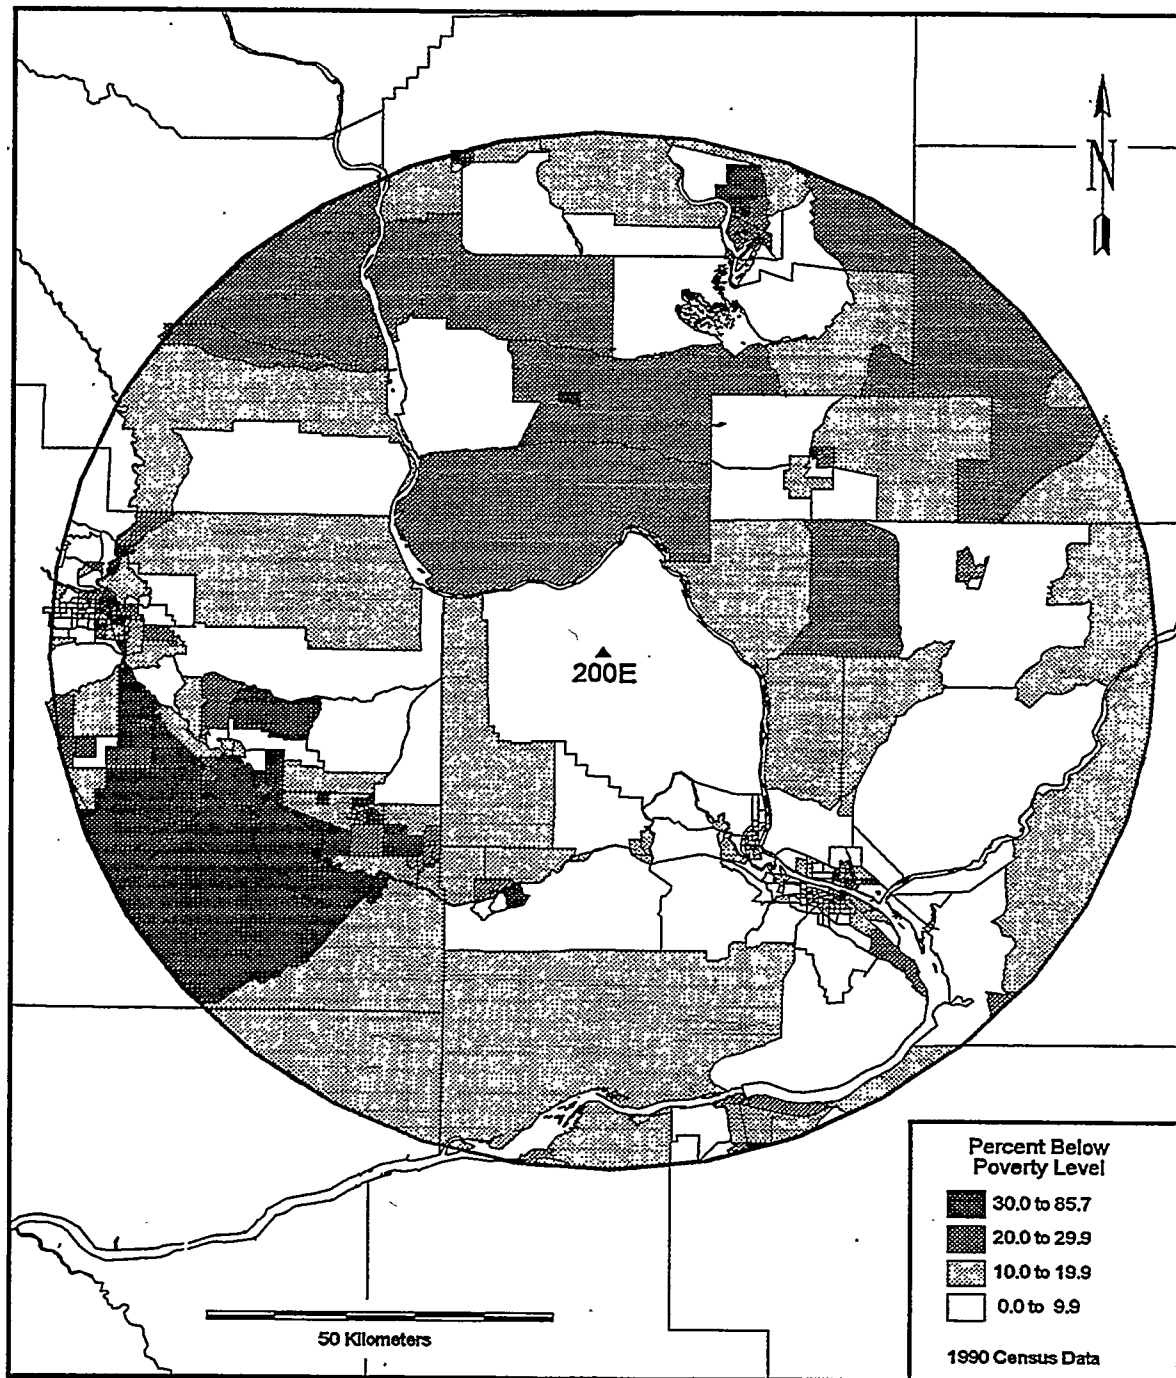 N
200E
Percent Below
Poverty Level
30.0 to 85.7
20.0 to 29.9
10.0 to 19.9
0.0 to 9.9
1990 Census Data
50 Kilometers